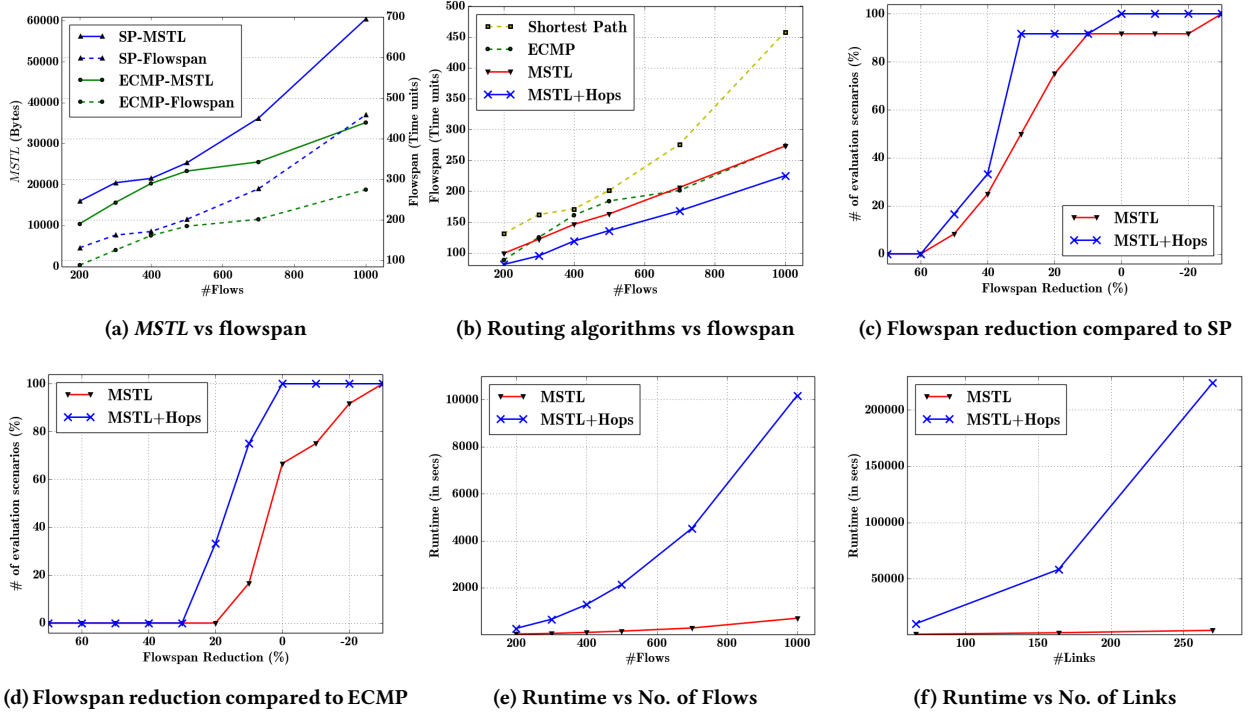 60000
50000
40000
30000
20000
10000
0
MSTL (Bytes)
SP-MSTL
SP-Flowspan
ECMP-MSTL
ECMP-Flowspan
700
600
500
400
300
200
100
Flowspan (Time units)
200 400 600 800 1000
#Flows
(a) MSTL vs flowspan
500
450
400
350
300
250
200
150
100
Flowspan (Time units)
Shortest Path
ECMP
MSTL
MSTL+Hops
200 400 600 800 1000
#Flows
(b) Routing algorithms vs flowspan
100
80
60
40
20
0
# of evaluation scenarios (%)
MSTL
MSTL+Hops
60 40 20 0 -20
Flowspan Reduction (%)
(c) Flowspan reduction compared to SP
100
80
60
40
20
0
# of evaluation scenarios (%)
MSTL
MSTL+Hops
60 40 20 0 -20
Flowspan Reduction (%)
(d) Flowspan reduction compared to ECMP
10000
8000
6000
4000
2000
Runtime (in secs)
MSTL
MSTL+Hops
200 400 600 800 1000
#Flows
(e) Runtime vs No. of Flows
200000
150000
100000
50000
Runtime (in secs)
MSTL
MSTL+Hops
100 150 200 250
#Links
(f) Runtime vs No. of Links